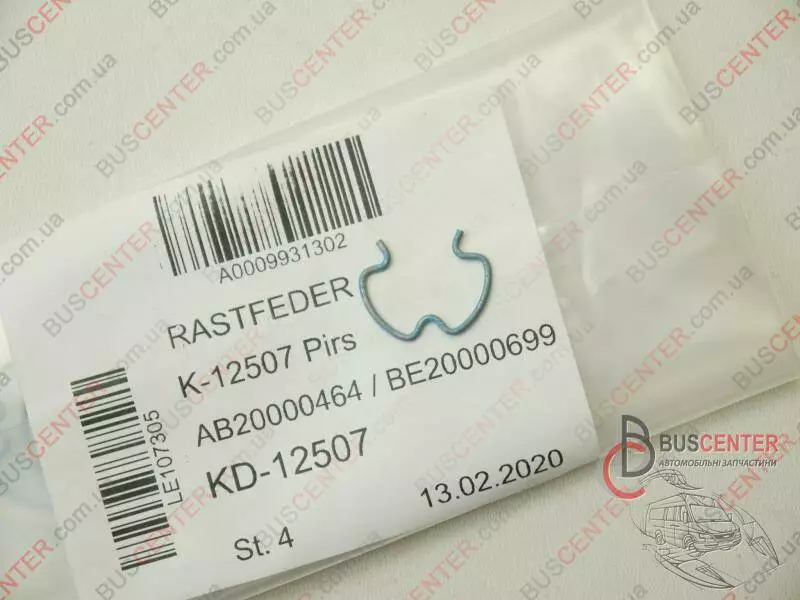 A0009931302
RASTFEDER
K-12507 Pirs
AB20000464 / BE20000699
KD-12507
LE107305
St. 4
13.02.2020
BUSCENTER
АВТОМОБІЛЬНІ ЗАПЧАСТИНИ
BUSCENTER.com.ua